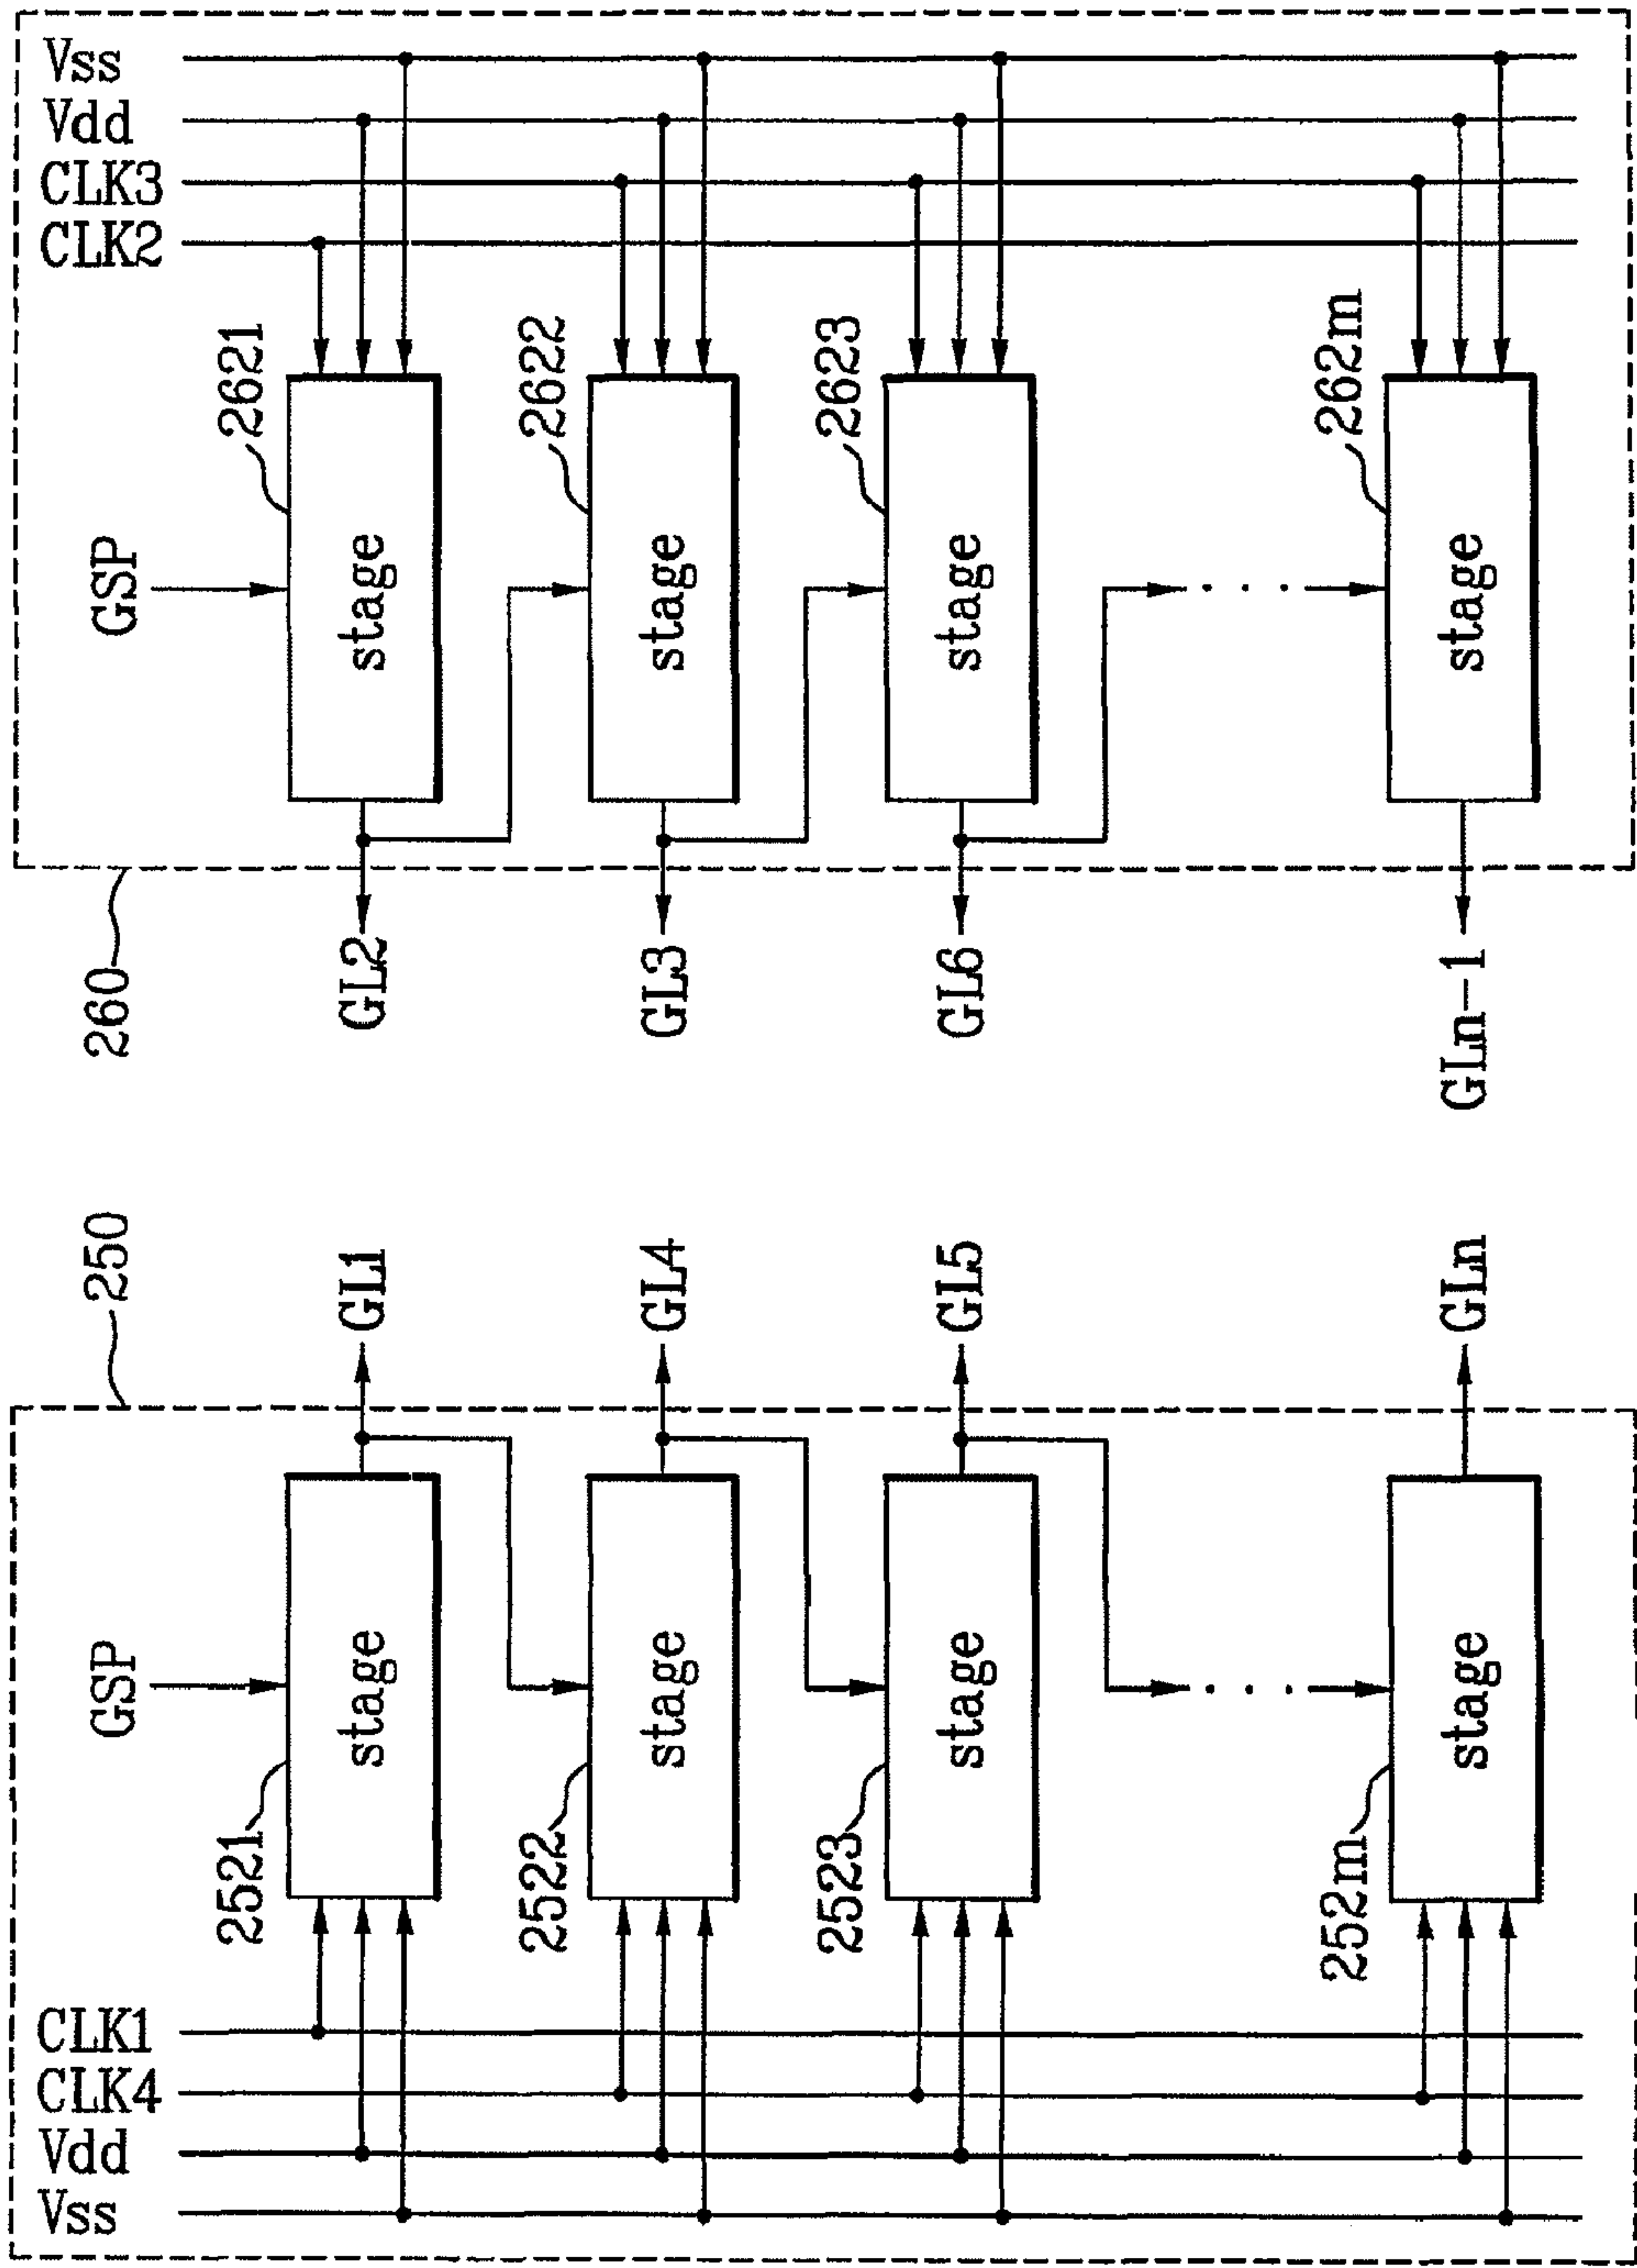 Vss
Vdd
CLK3
CLK2
2621
2622
2623
262m
GSP
stage
stage
stage
stage
260
GL2
GL3
GL6
GLn-1
250
GL1
GL4
GL5
GLn
GSP
stage
stage
stage
stage
2521
2522
2523
252m
CLK1
CLK4
Vdd
Vss